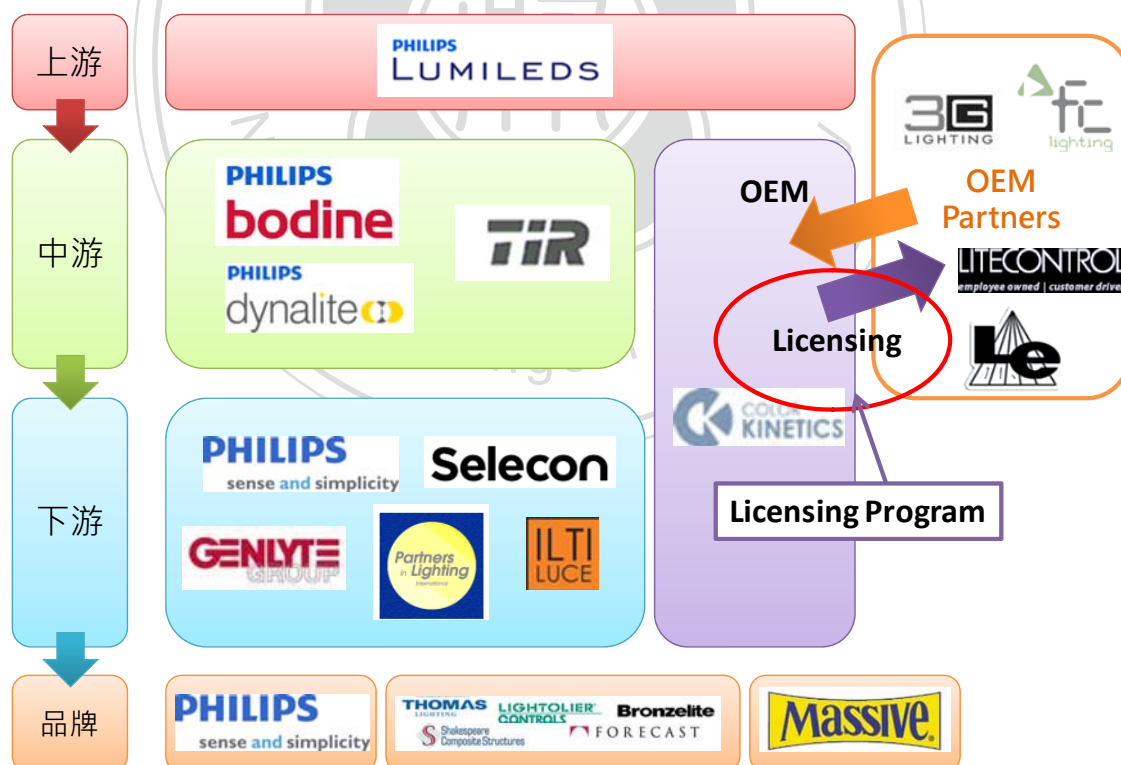 上游
PHILIPS
LUMILEDS
3G
LIGHTING
fc
lighting
OEM
Partners
LITECONTROL
employee owned | customer driven
Le
中游
PHILIPS
bodine
TIR
PHILIPS
dynalite
OEM
Licensing
COLOR
KINETICS
Licensing Program
下游
PHILIPS
sense and simplicity
Selecon
GENLYTE
GROUP
Partners
in Lighting
International
ILTI
LUCE
品牌
PHILIPS
sense and simplicity
THOMAS
LIGHTING
LIGHTOLIER
CONTROLS
Bronzelite
Shakespeare
Composite Structures
FORECAST
MASSIVE